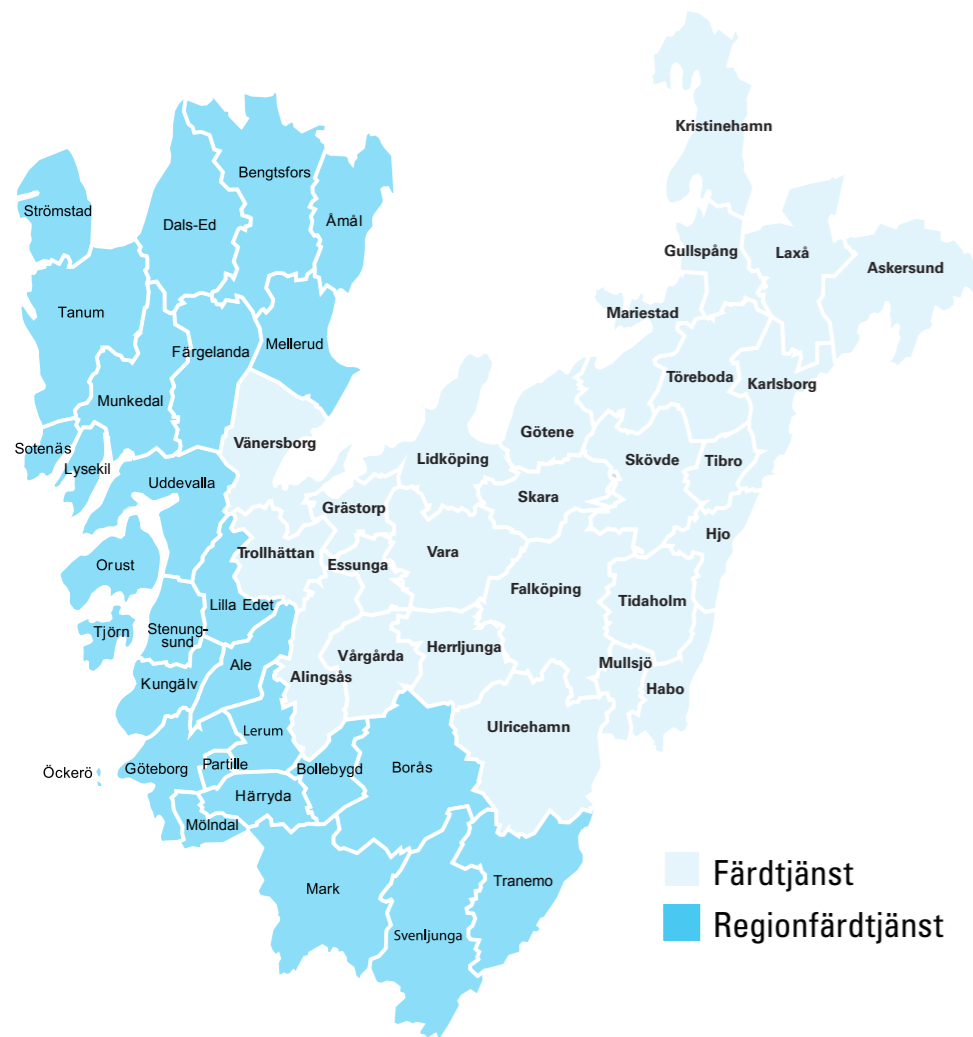 Kristinehamn
Bengtsfors
Strömstad
Dals-Ed
Åmål
Gullspång
Laxå
Askersund
Tanum
Mariestad
Mellerud
Färgelanda
Töreboda
Karlsborg
Munkedal
Götene
Vänersborg
Sotenäs
Lidköping
Skövde
Tibro
Lysekil
Uddevalla
Skara
Grästorp
Hjo
Trollhättan
Vara
Orust
Essunga
Falköping
Tidaholm
Lilla Edet
Tjörn
Stenung-
sund
Herrljunga
Vårgårda
Ale
Mullsjö
Alingsås
Kungälv
Habo
Ulricehamn
Lerum
Öckerö
Göteborg
Partille
Bollebygd
Borås
Härryda
Mölndal
Färdtjänst
Tranemo
Mark
Regionfärdtjänst
Svenljunga